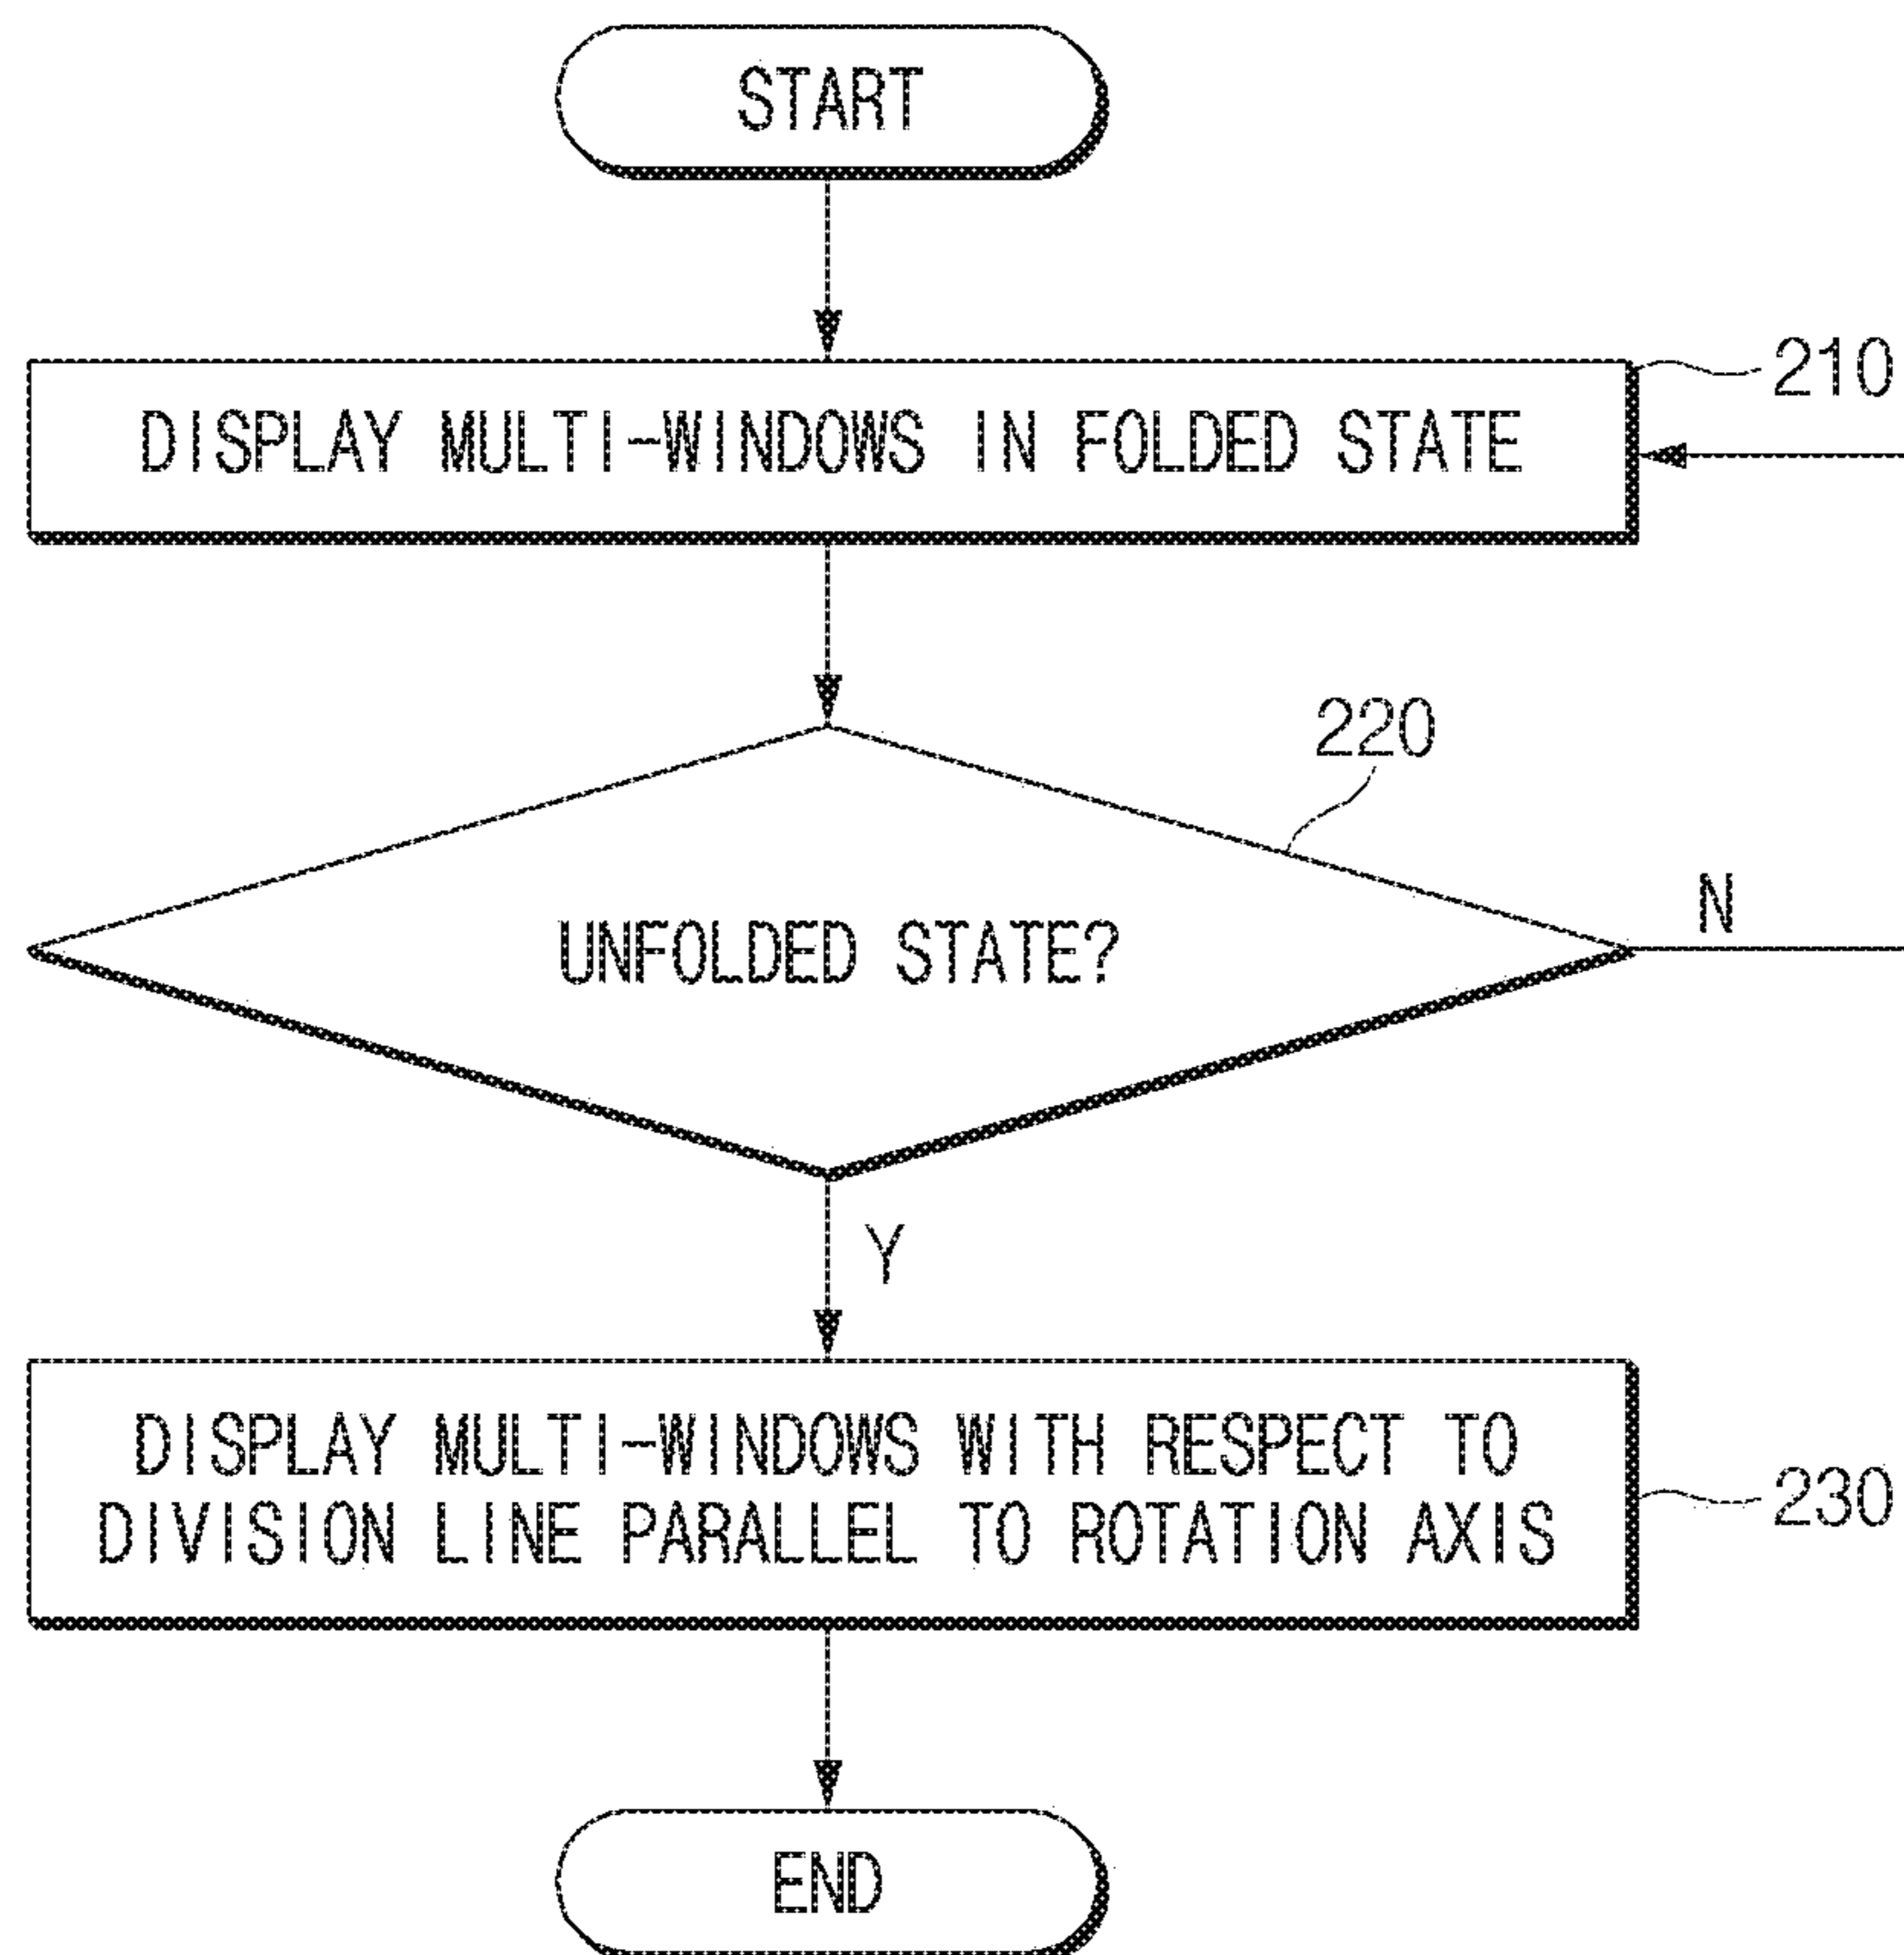 START
DISPLAY MULTI-WINDOWS IN FOLDED STATE
210
220
UNFOLDED STATE?
N
Y
DISPLAY MULTI-WINDOWS WITH RESPECT TO
DIVISION LINE PARALLEL TO ROTATION AXIS
230
END